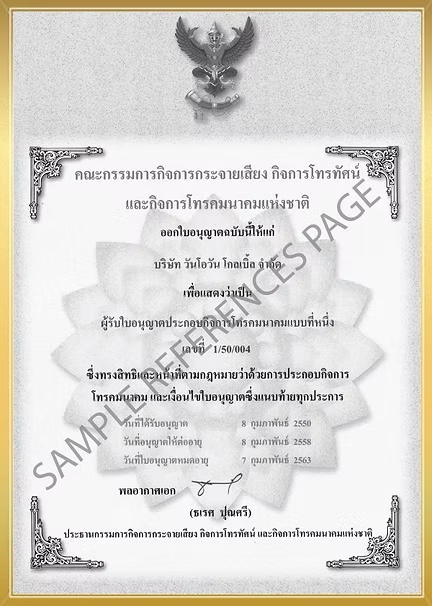 คณะกรรมการกิจการกระจายเสียง กิจการโทรทัศน์
และกิจการโทรคมนาคมแห่งชาติ
ออกใบอนุญาตฉบับนี้ให้แก่
บริษัท วันโอวัน โกลเบิ้ล จำกัด
เพื่อแสดงว่าเป็น
ผู้รับใบอนุญาตประกอบกิจการโทรคมนาคมแบบที่หนึ่ง
เลขที่ 1/50/004
ซึ่งทรงสิทธิและหน้าที่ตามกฎหมายว่าด้วยการประกอบกิจการ
โทรคมนาคม และเงื่อนไขใบอนุญาตซึ่งแนบท้ายทุกประการ
วันที่ได้รับอนุญาต 8 กุมภาพันธ์ 2550
วันที่อนุญาตให้ต่ออายุ 8 กุมภาพันธ์ 2558
วันที่ใบอนุญาตหมดอายุ 7 กุมภาพันธ์ 2563
พลอากาศเอก
(ธเรศ ปุณศรี)
ประธานกรรมการกิจการกระจายเสียง กิจการโทรทัศน์ และกิจการโทรคมนาคมแห่งชาติ
SAMPLE REFERENCES PAGE